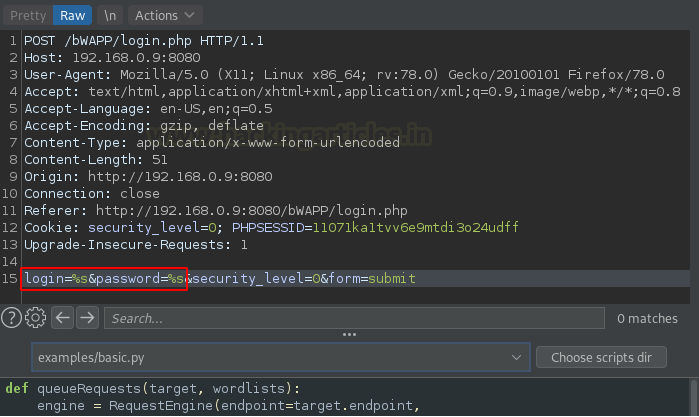 Pretty Raw \n Actions
1 POST /bWAPP/login.php HTTP/1.1
2 Host: 192.168.0.9:8080
3 User-Agent: Mozilla/5.0 (X11; Linux x86_64; rv:78.0) Gecko/20100101 Firefox/78.0
4 Accept: text/html,application/xhtml+xml,application/xml;q=0.9,image/webp,*/*;q=0.8
5 Accept-Language: en-US,en;q=0.5
6 Accept-Encoding: gzip, deflate
www.hackingarticles.in
7 Content-Type: application/x-www-form-urlencoded
8 Content-Length: 51
9 Origin: http://192.168.0.9:8080
10 Connection: close
11 Referer: http://192.168.0.9:8080/bWAPP/login.php
12 Cookie: security_level=0; PHPSESSID=11071ka1tvv6e9mtdi3o24udff
13 Upgrade-Insecure-Requests: 1
14
15 login=%s&password=%s&security_level=0&form=submit
? Search... 0 matches
examples/basic.py Choose scripts dir
def queueRequests(target, wordlists):
engine = RequestEngine(endpoint=target.endpoint,